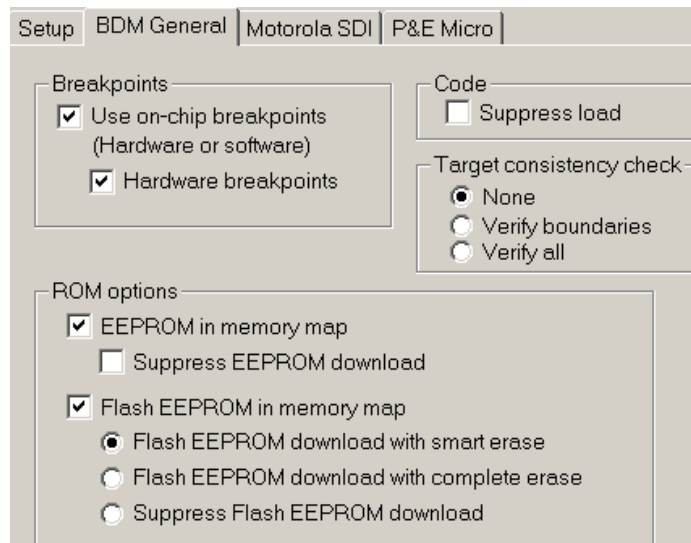 Setup
BDM General
Motorola SDI
P&E Micro
Breakpoints
Use on-chip breakpoints
(Hardware or software)
Hardware breakpoints
Code
Suppress load
Target consistency check
None
Verify boundaries
Verify all
ROM options
EEPROM in memory map
Suppress EEPROM download
Flash EEPROM in memory map
Flash EEPROM download with smart erase
Flash EEPROM download with complete erase
Suppress Flash EEPROM download